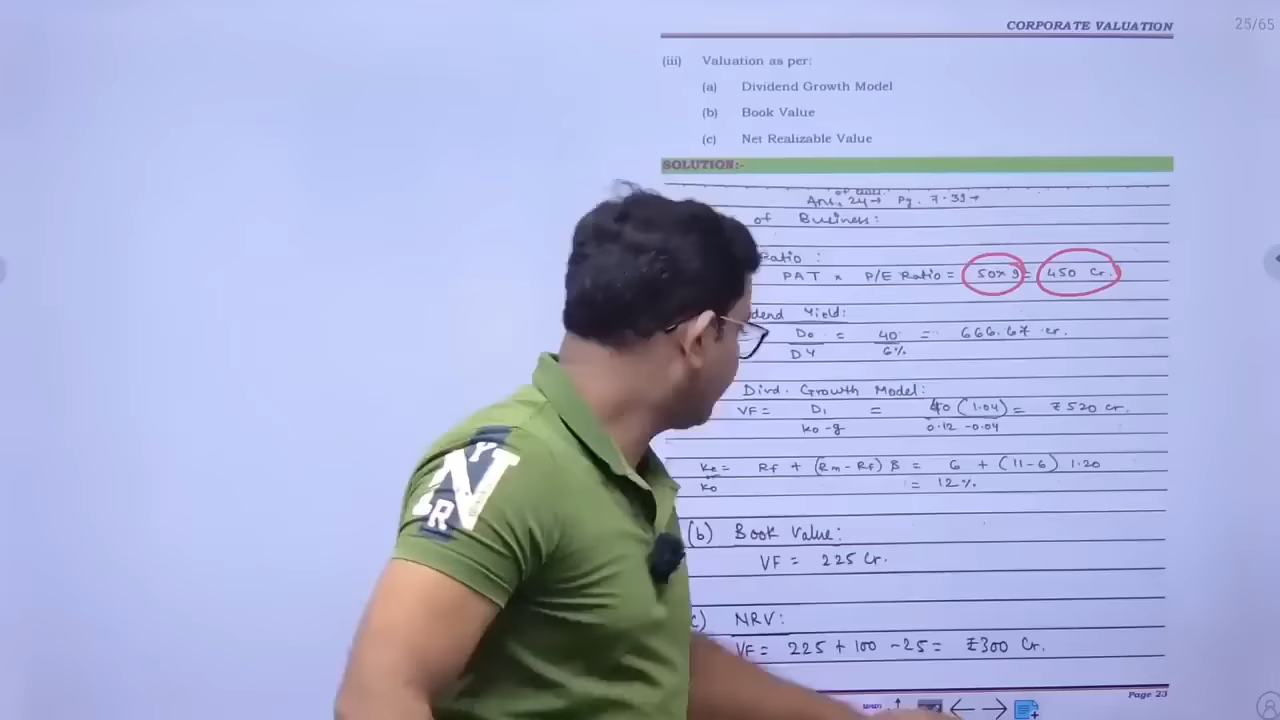 CORPORATE VALUATION
25/65
(iii) Valuation as per:
(a) Dividend Growth Model
(b) Book Value
(c) Net Realizable Value
SOLUTION:-
Ans. 24→ Pg. 7.39→
of Business:
Ratio :
PAT × P/E Ratio = 50×9 = 450 Cr.
dend Yield:
D0 / DY = 40 / 6% = 666.67 cr.
Divd. Growth Model:
VF = D1 / Ko-g = 40 (1.04) / 0.12 -0.04 = ₹520 cr.
Ke = Rf + (Rm - Rf) β = 6 + (11-6) 1.20
Ko = 12%.
(b) Book Value:
VF = 225 Cr.
c) NRV:
VF = 225 + 100 - 25 = ₹300 Cr.
Page 23
NY
R